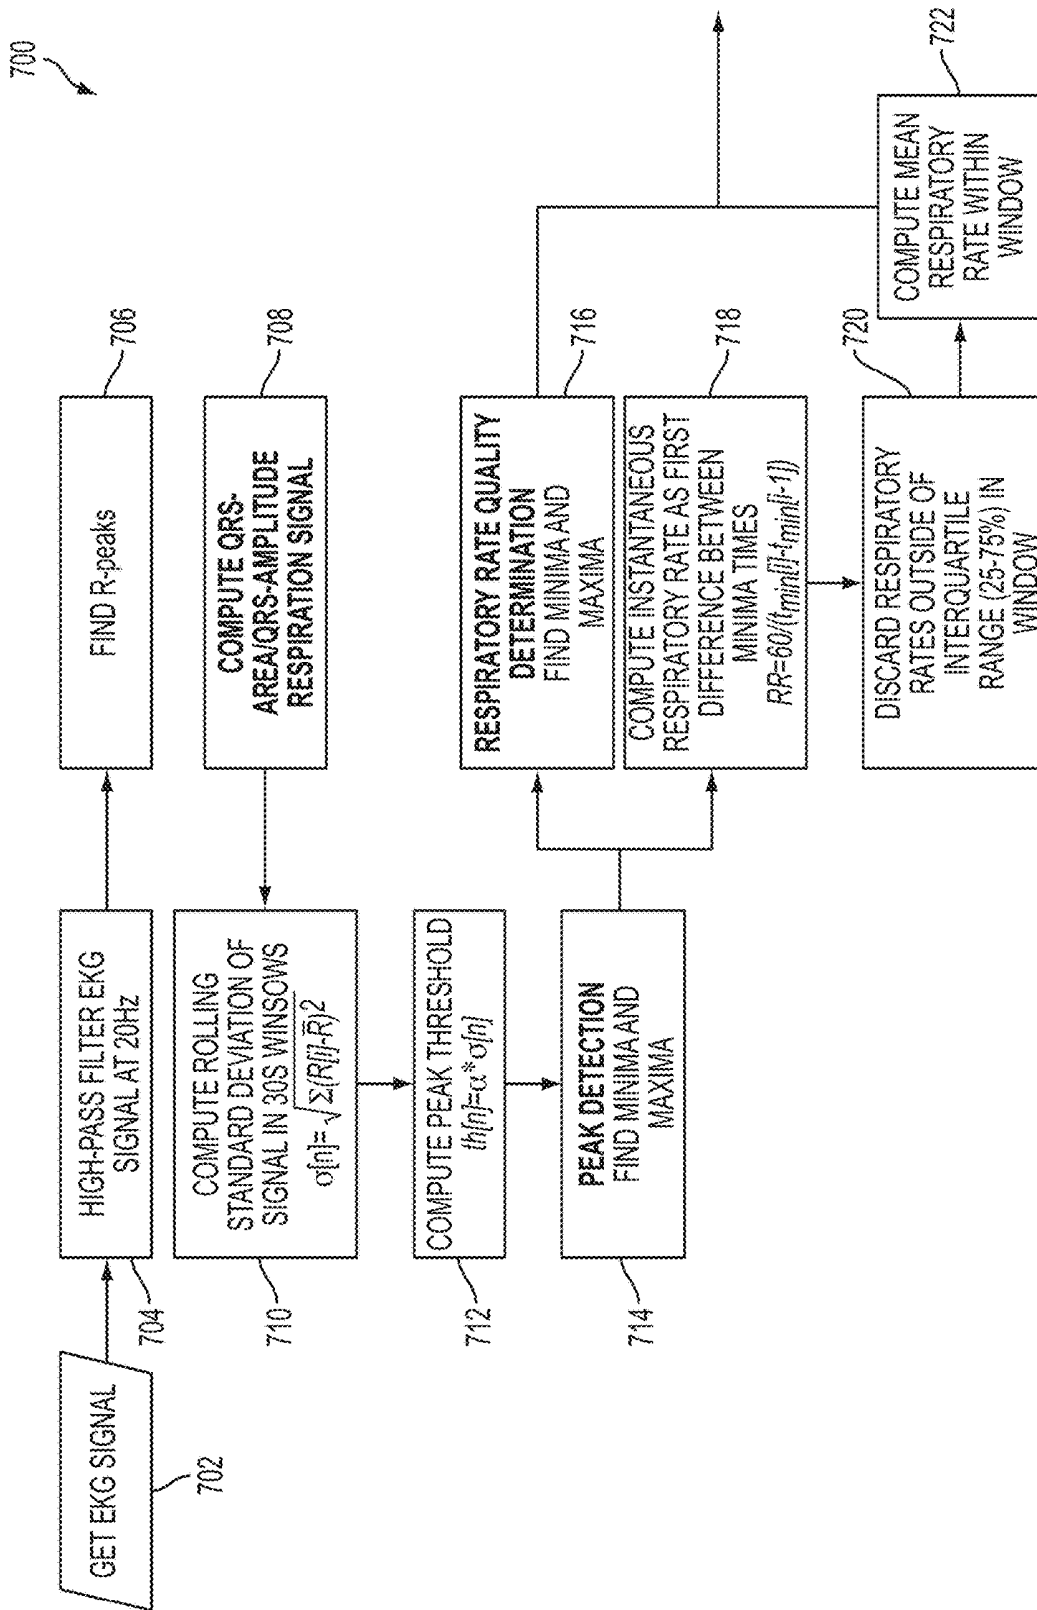 700
GET EKG SIGNAL
702
HIGH-PASS FILTER EKG
SIGNAL AT 20Hz
704
FIND R-peaks
706
COMPUTE QRS-
AREA/QRS-AMPLITUDE
RESPIRATION SIGNAL
708
COMPUTE ROLLING
STANDARD DEVIATION OF
SIGNAL IN 30S WINSOWS
σ[n]=√Σ(R[i]-R̄)²
710
COMPUTE PEAK THRESHOLD
th[n]=α*σ[n]
712
PEAK DETECTION
FIND MINIMA AND
MAXIMA
714
RESPIRATORY RATE QUALITY
DETERMINATION
FIND MINIMA AND
MAXIMA
716
COMPUTE INSTANTANEOUS
RESPIRATORY RATE AS FIRST
DIFFERENCE BETWEEN
MINIMA TIMES
RR=60/(tmin[i]-tmin[i-1])
718
DISCARD RESPIRATORY
RATES OUTSIDE OF
INTERQUARTILE
RANGE (25-75%) IN
WINDOW
720
COMPUTE MEAN
RESPIRATORY
RATE WITHIN
WINDOW
722